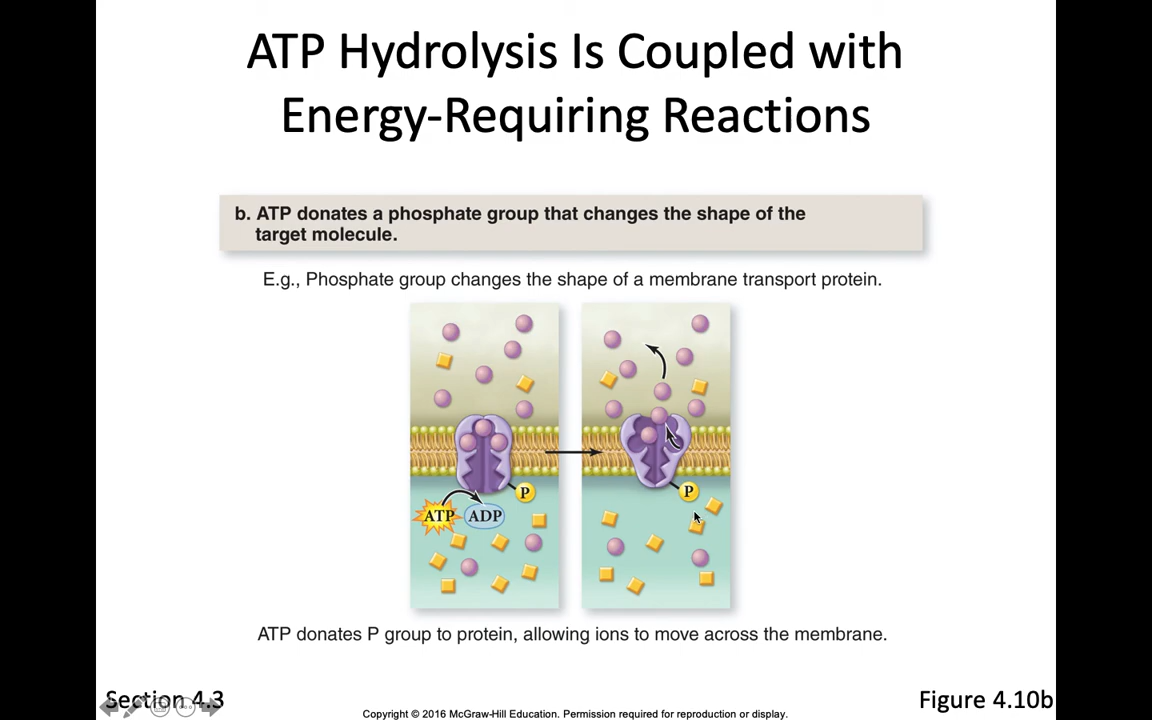 ATP Hydrolysis Is Coupled with
Energy-Requiring Reactions
b. ATP donates a phosphate group that changes the shape of the
target molecule.
E.g., Phosphate group changes the shape of a membrane transport protein.
P
P
ATP ADP
ATP donates P group to protein, allowing ions to move across the membrane.
Section 4.3
Figure 4.10b
Copyright © 2016 McGraw-Hill Education. Permission required for reproduction or display.